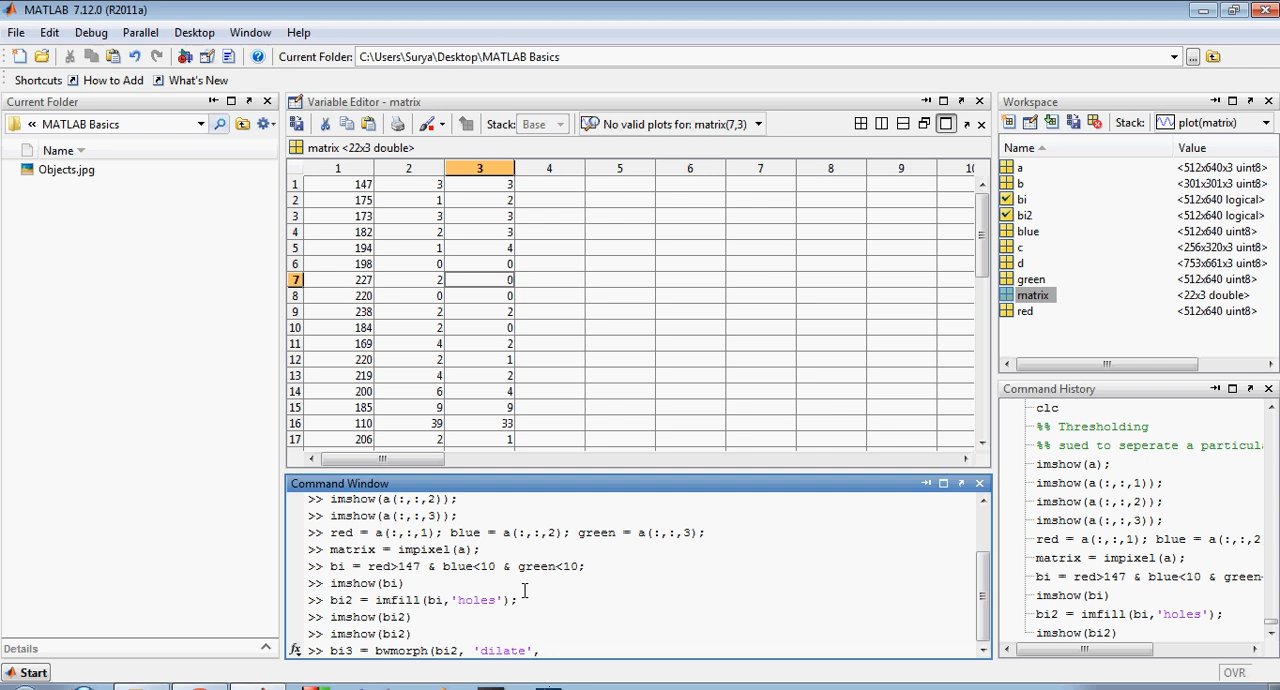 MATLAB 7.12.0 (R2011a)
File Edit Debug Parallel Desktop Window Help
Current Folder: C:\Users\Surya\Desktop\MATLAB Basics ...
Shortcuts How to Add What's New
Current Folder
« MATLAB Basics
Name
Objects.jpg
Details
Variable Editor - matrix
Stack: Base No valid plots for: matrix(7,3)
matrix <22x3 double>
1 2 3 4 5 6 7 8 9 10
1 147 3 3
2 175 1 2
3 173 3 3
4 182 2 3
5 194 1 4
6 198 0 0
7 227 2 0
8 220 0 0
9 238 2 2
10 184 2 0
11 169 4 2
12 220 2 1
13 219 4 2
14 200 6 4
15 185 9 9
16 110 39 33
17 206 2 1
Command Window
>> imshow(a(:,:,2));
>> imshow(a(:,:,3));
>> red = a(:,:,1); blue = a(:,:,2); green = a(:,:,3);
>> matrix = impixel(a);
>> bi = red>147 & blue<10 & green<10;
>> imshow(bi)
>> bi2 = imfill(bi,'holes');
>> imshow(bi2)
>> imshow(bi2)
fx >> bi3 = bwmorph(bi2, 'dilate',
Workspace
Stack: plot(matrix)
Name Value
a <512x640x3 uint8>
b <301x301x3 uint8>
bi <512x640 logical>
bi2 <512x640 logical>
blue <512x640 uint8>
c <256x320x3 uint8>
d <753x661x3 uint8>
green <512x640 uint8>
matrix <22x3 double>
red <512x640 uint8>
Command History
clc
%% Thresholding
%% sued to seperate a particul
imshow(a);
imshow(a(:,:,1));
imshow(a(:,:,2));
imshow(a(:,:,3));
red = a(:,:,1); blue = a(:,:,2
matrix = impixel(a);
bi = red>147 & blue<10 & green<
imshow(bi)
bi2 = imfill(bi,'holes');
imshow(bi2)
Start
OVR